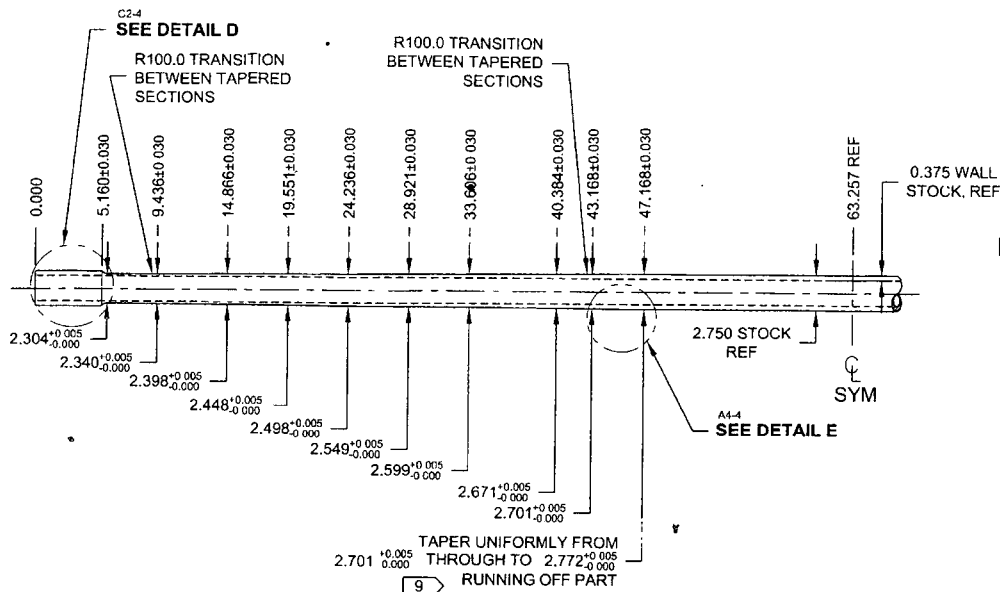 C2-4
SEE DETAIL D
R100.0 TRANSITION
BETWEEN TAPERED
SECTIONS
R100.0 TRANSITION
BETWEEN TAPERED
SECTIONS
0.000
5.160±0.030
9.436±0.030
14.866±0.030
19.551±0.030
24.236±0.030
28.921±0.030
33.606±0.030
40.384±0.030
43.168±0.030
47.168±0.030
63.257 REF
0.375 WALL
STOCK, REF
2.304 +0.005 -0.000
2.340 +0.005 -0.000
2.398 +0.005 -0.000
2.448 +0.005 -0.000
2.498 +0.005 -0.000
2.549 +0.005 -0.000
2.599 +0.005 -0.000
2.671 +0.005 -0.000
2.701 +0.005 -0.000
2.750 STOCK
REF
SYM
A4-4
SEE DETAIL E
TAPER UNIFORMLY FROM
2.701 +0.005 0.000 THROUGH TO 2.772 +0.005 -0.000
9 RUNNING OFF PART